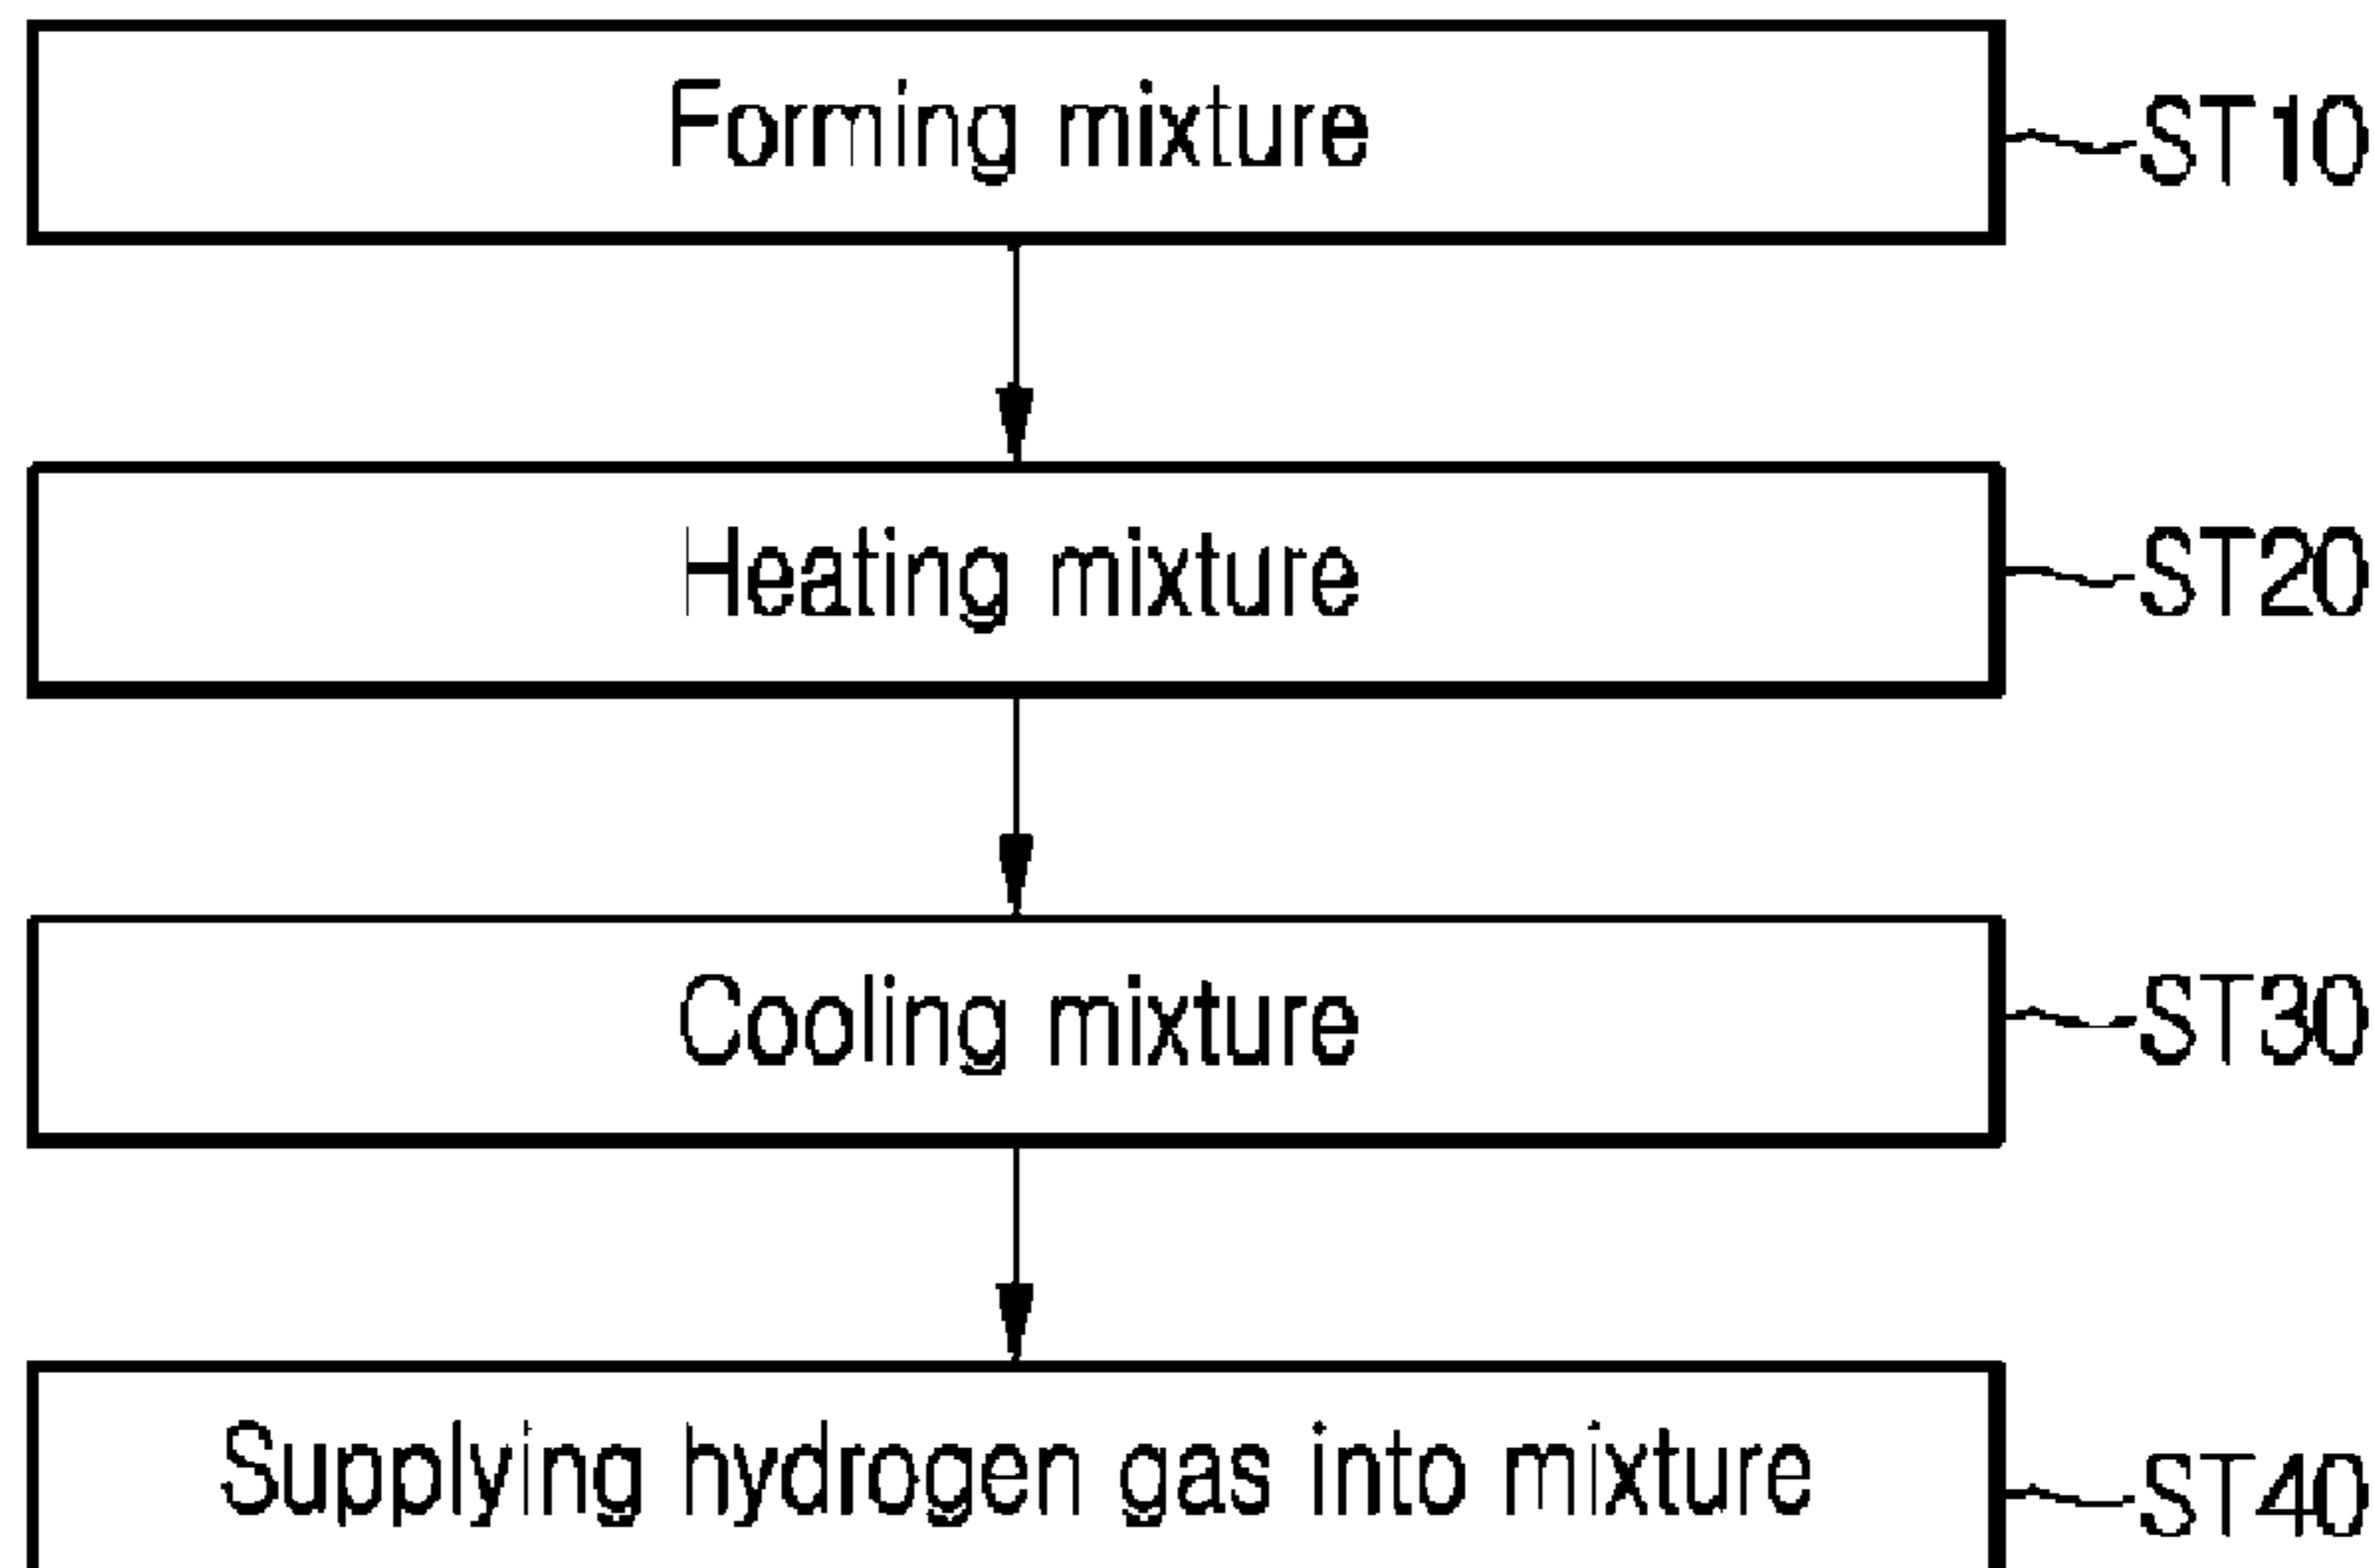 Forming mixture ST10
Heating mixture ST20
Cooling mixture ST30
Supplying hydrogen gas into mixture ST40